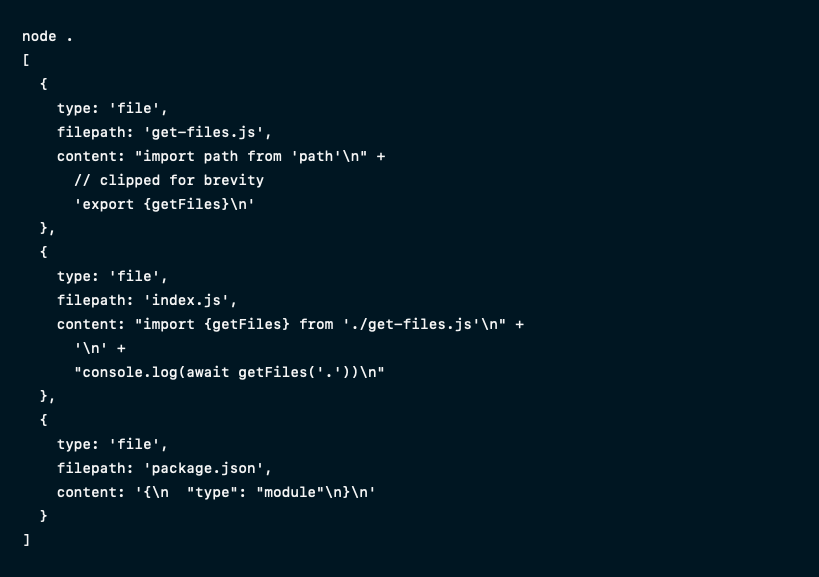 node .
[
  {
    type: 'file',
    filepath: 'get-files.js',
    content: "import path from 'path'\n" +
      // clipped for brevity
      'export {getFiles}\n'
  },
  {
    type: 'file',
    filepath: 'index.js',
    content: "import {getFiles} from './get-files.js'\n" +
      '\n' +
      "console.log(await getFiles('.'))\n"
  },
  {
    type: 'file',
    filepath: 'package.json',
    content: '{\n  "type": "module"\n}\n'
  }
]